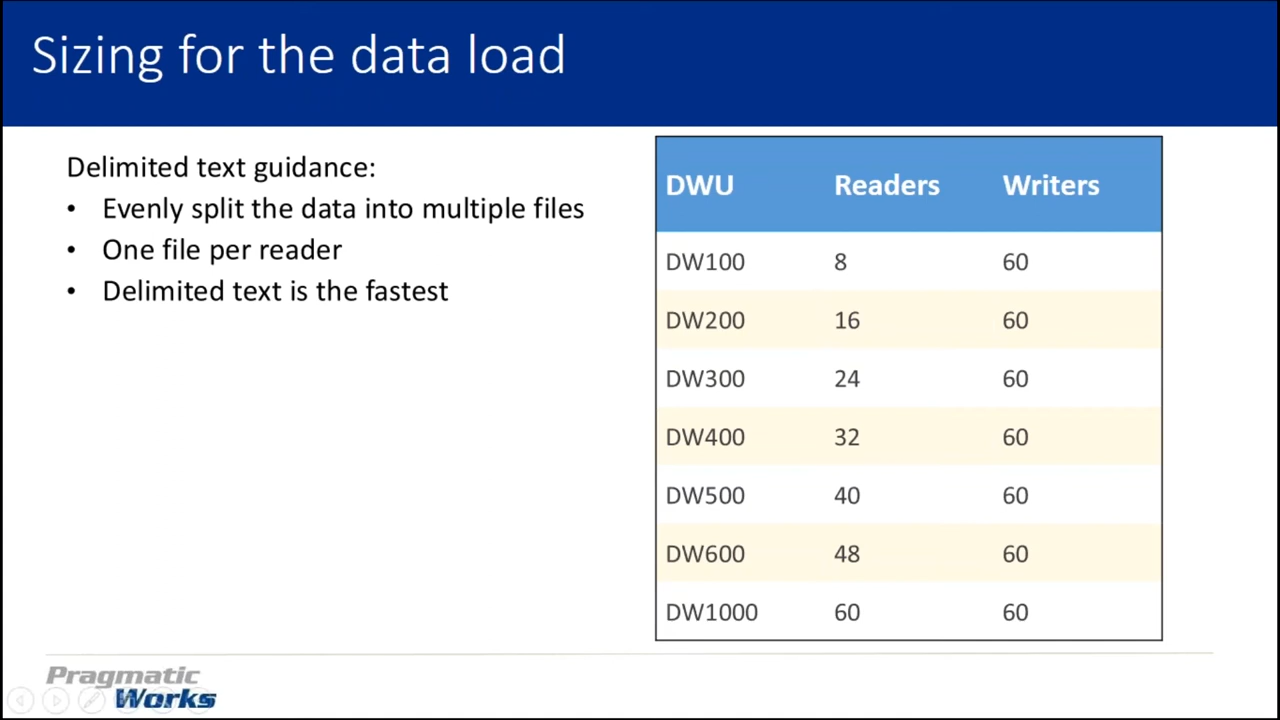 Sizing for the data load
Delimited text guidance:
• Evenly split the data into multiple files
• One file per reader
• Delimited text is the fastest
DWU Readers Writers
DW100 8 60
DW200 16 60
DW300 24 60
DW400 32 60
DW500 40 60
DW600 48 60
DW1000 60 60
Pragmatic
Works